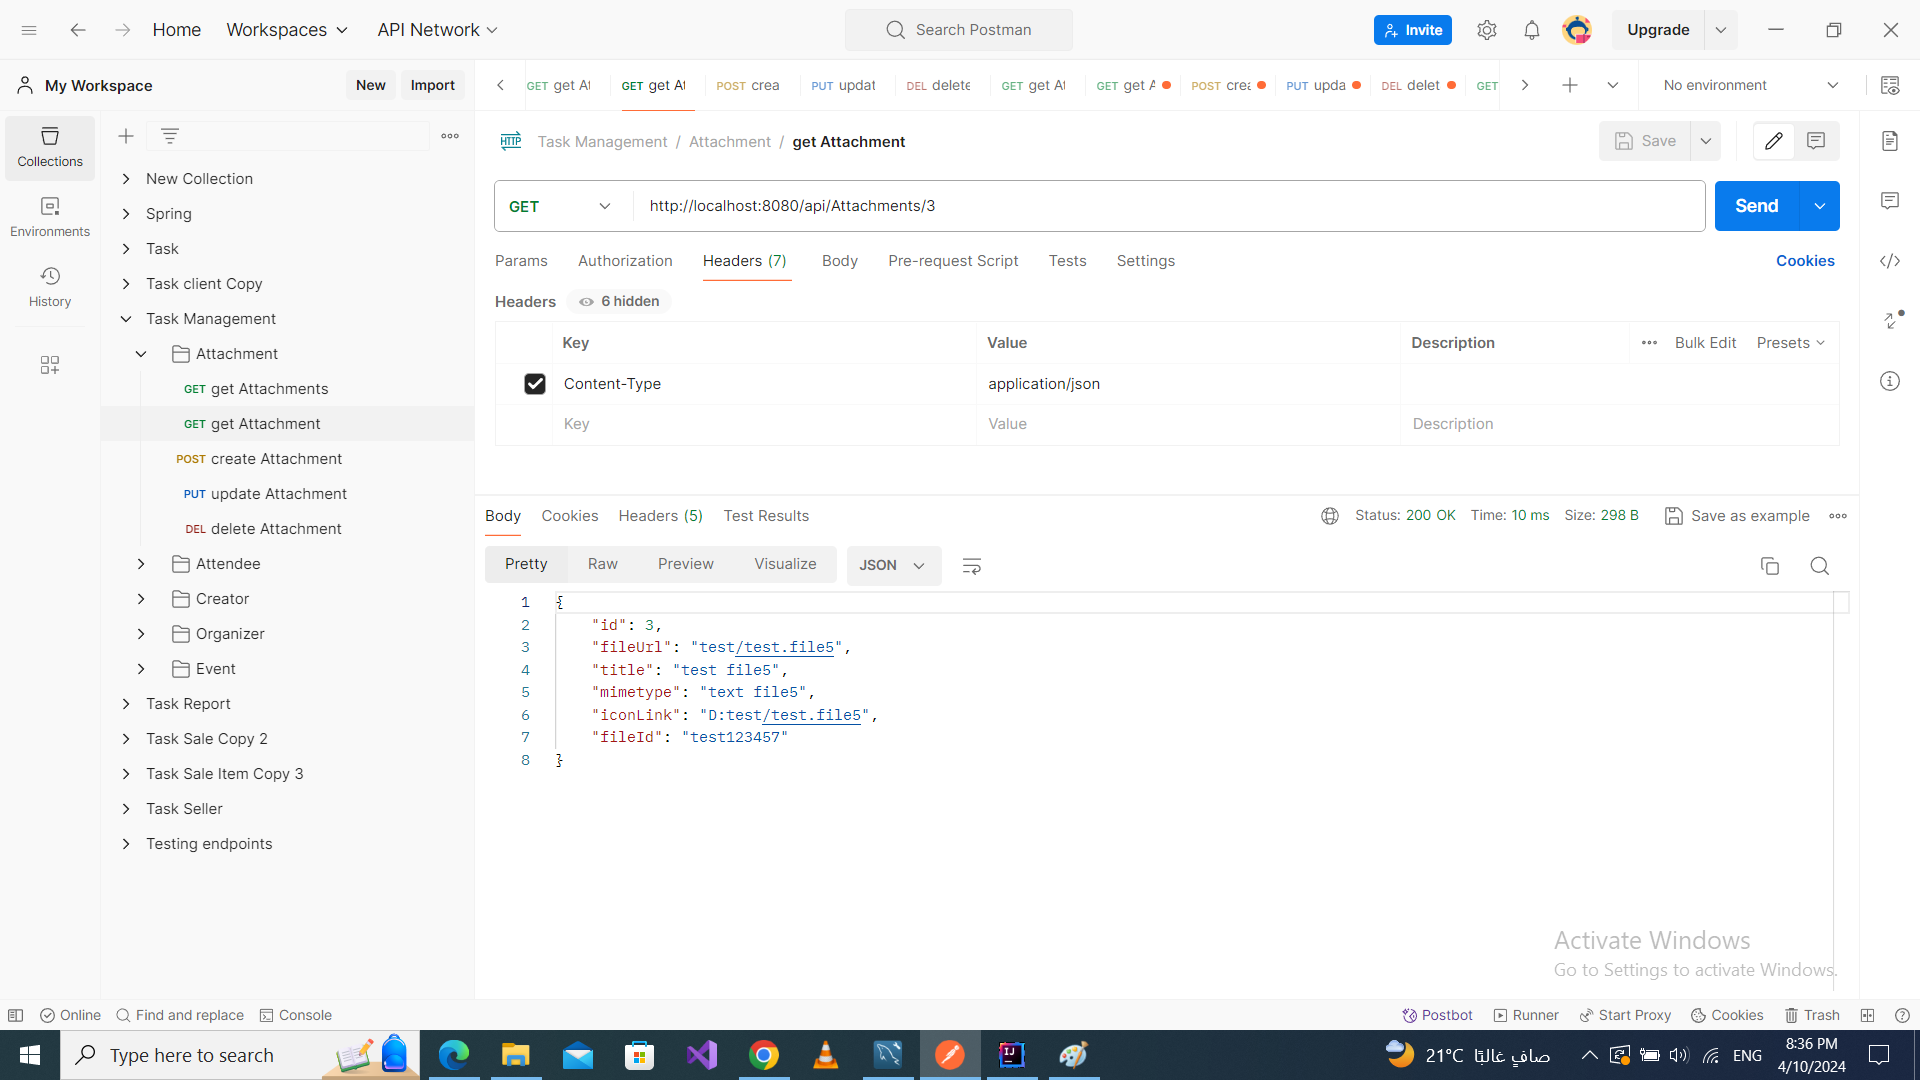 Home
Workspaces
API Network
Search Postman
Invite
Upgrade
My Workspace
New
Import
GET get At
GET get At
POST crea
PUT updat
DEL delete
GET get At
GET get A
POST crea
PUT upda
DEL delet
GET
No environment
Collections
Environments
History
New Collection
Spring
Task
Task client Copy
Task Management
Attachment
GET get Attachments
GET get Attachment
POST create Attachment
PUT update Attachment
DEL delete Attachment
Attendee
Creator
Organizer
Event
Task Report
Task Sale Copy 2
Task Sale Item Copy 3
Task Seller
Testing endpoints
HTTP Task Management / Attachment / get Attachment
Save
GET
http://localhost:8080/api/Attachments/3
Send
Params
Authorization
Headers (7)
Body
Pre-request Script
Tests
Settings
Cookies
Headers
6 hidden
Key
Value
Description
Bulk Edit
Presets
Content-Type
application/json
Key
Value
Description
Body
Cookies
Headers (5)
Test Results
Status: 200 OK
Time: 10 ms
Size: 298 B
Save as example
Pretty
Raw
Preview
Visualize
JSON
1 {
2 "id": 3,
3 "fileUrl": "test/test.file5",
4 "title": "test file5",
5 "mimetype": "text file5",
6 "iconLink": "D:test/test.file5",
7 "fileId": "test123457"
8 }
Activate Windows
Go to Settings to activate Windows.
Online
Find and replace
Console
Postbot
Runner
Start Proxy
Cookies
Trash
Type here to search
IJ
21°C صافٍ غالبًا
ENG
8:36 PM
4/10/2024